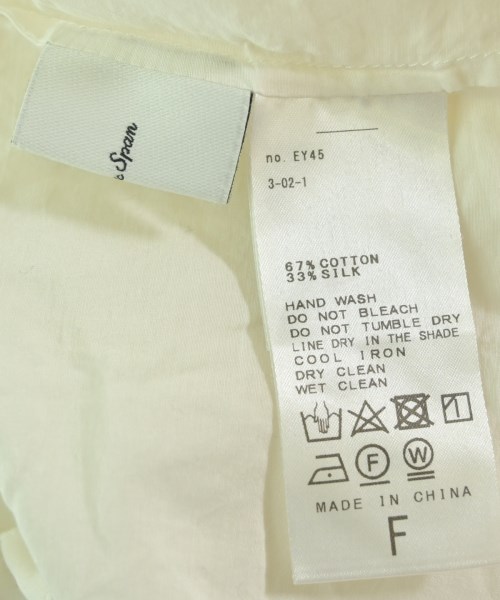 Span
no. EY45
3-02-1
67% COTTON
33% SILK
HAND WASH
DO NOT BLEACH
DO NOT TUMBLE DRY
LINE DRY IN THE SHADE
COOL IRON
DRY CLEAN
WET CLEAN
F W
MADE IN CHINA
F